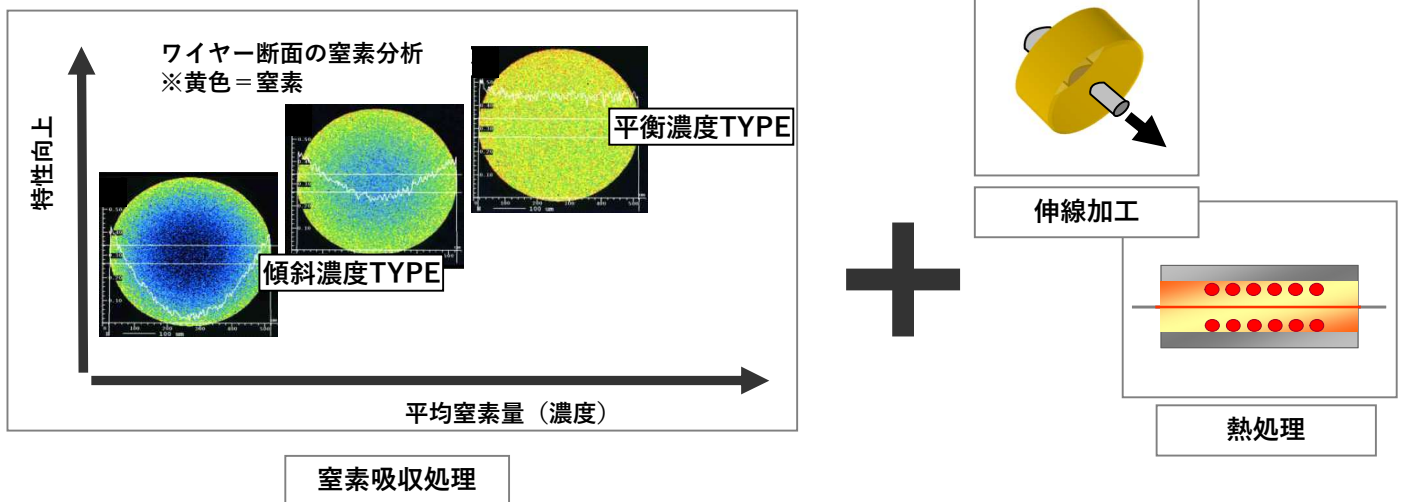 ワイヤー断面の窒素分析
※黄色＝窒素
特性向上
平衡濃度TYPE
傾斜濃度TYPE
平均窒素量（濃度）
窒素吸収処理
伸線加工
熱処理